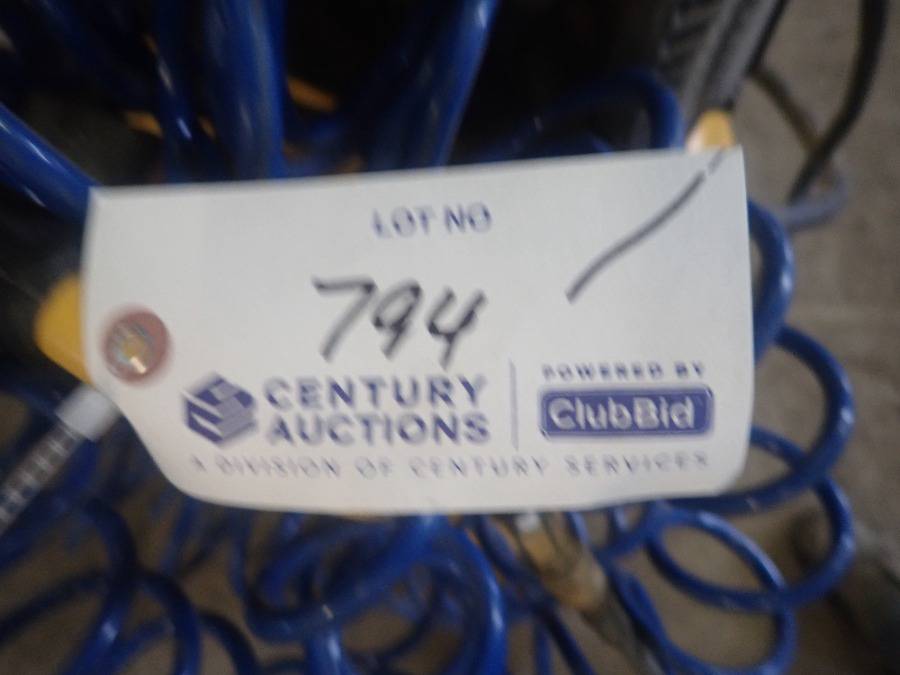 LOT NO
794
CENTURY
AUCTIONS
POWERED BY
ClubBid
A DIVISION OF CENTURY SERVICES